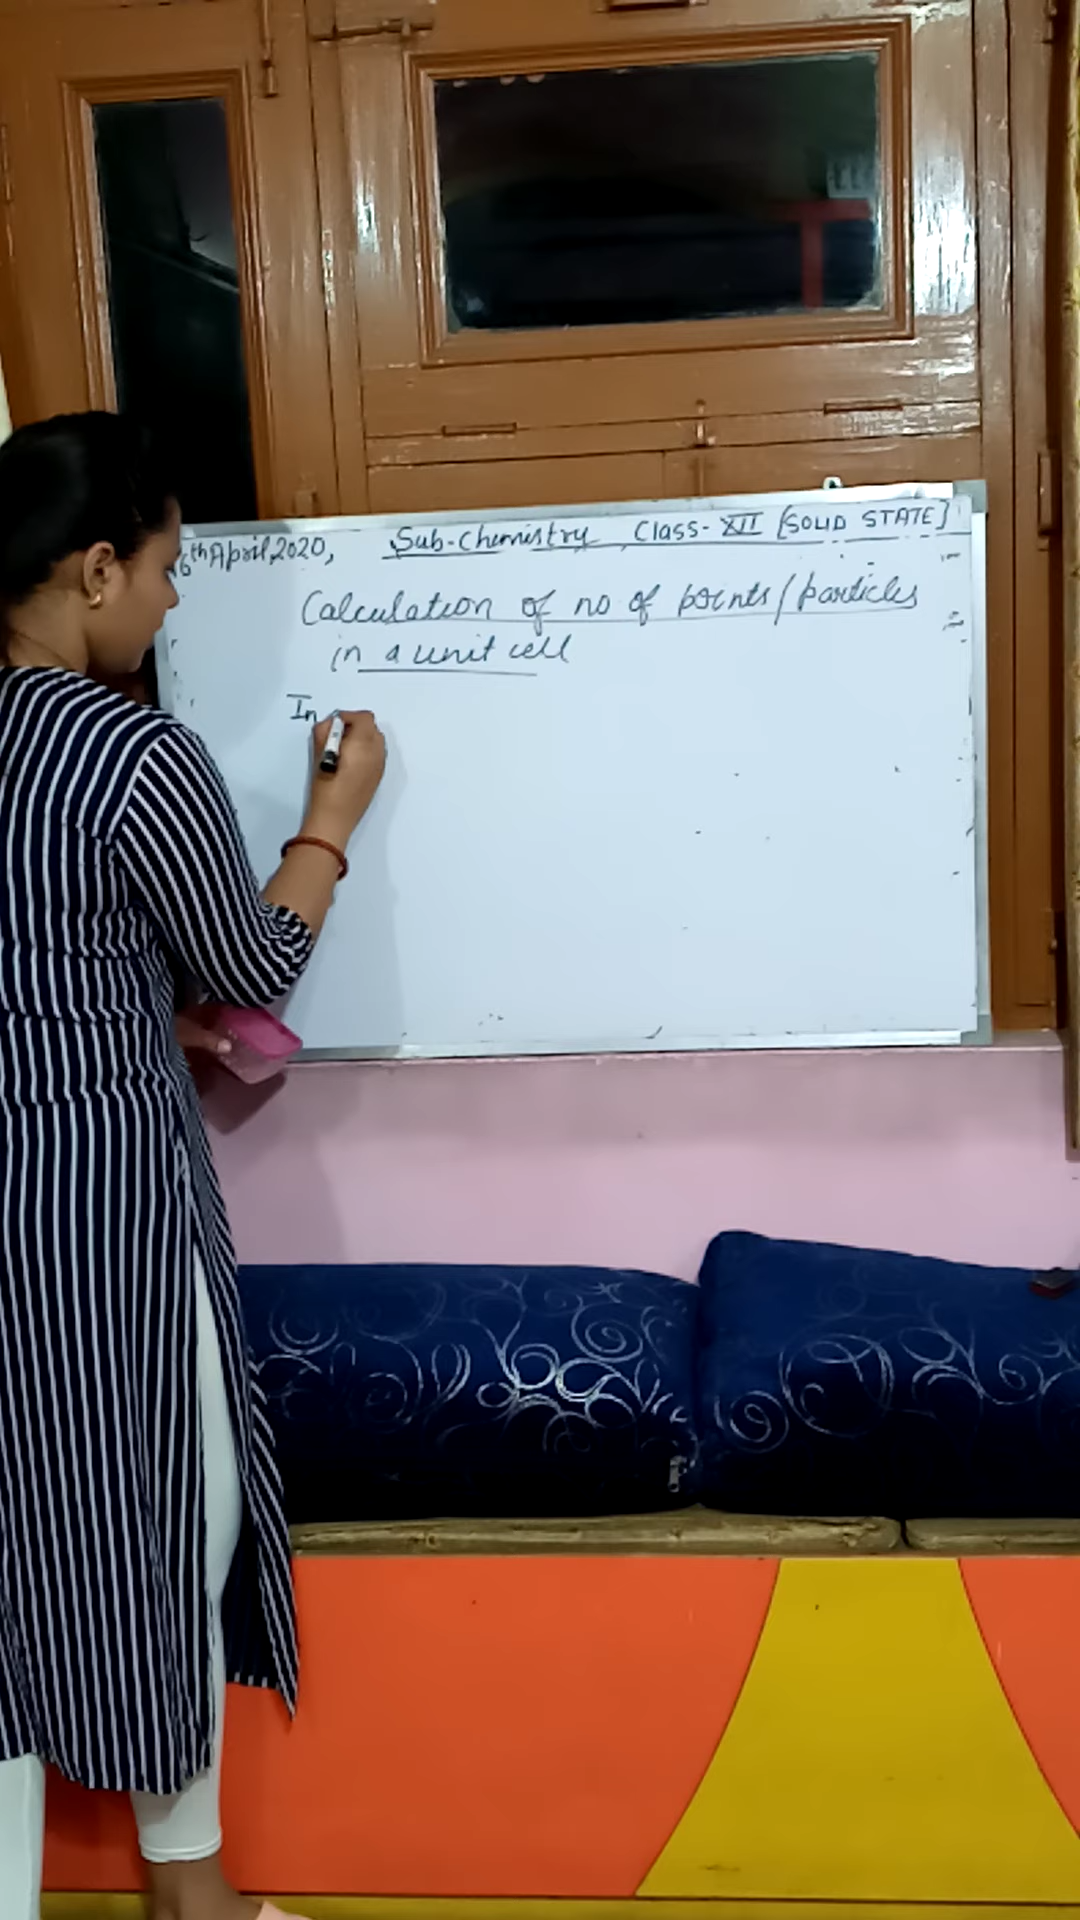 6th April, 2020, Sub-Chemistry Class-XII [SOLID STATE]
Calculation of no of points/particles
in a unit cell
In